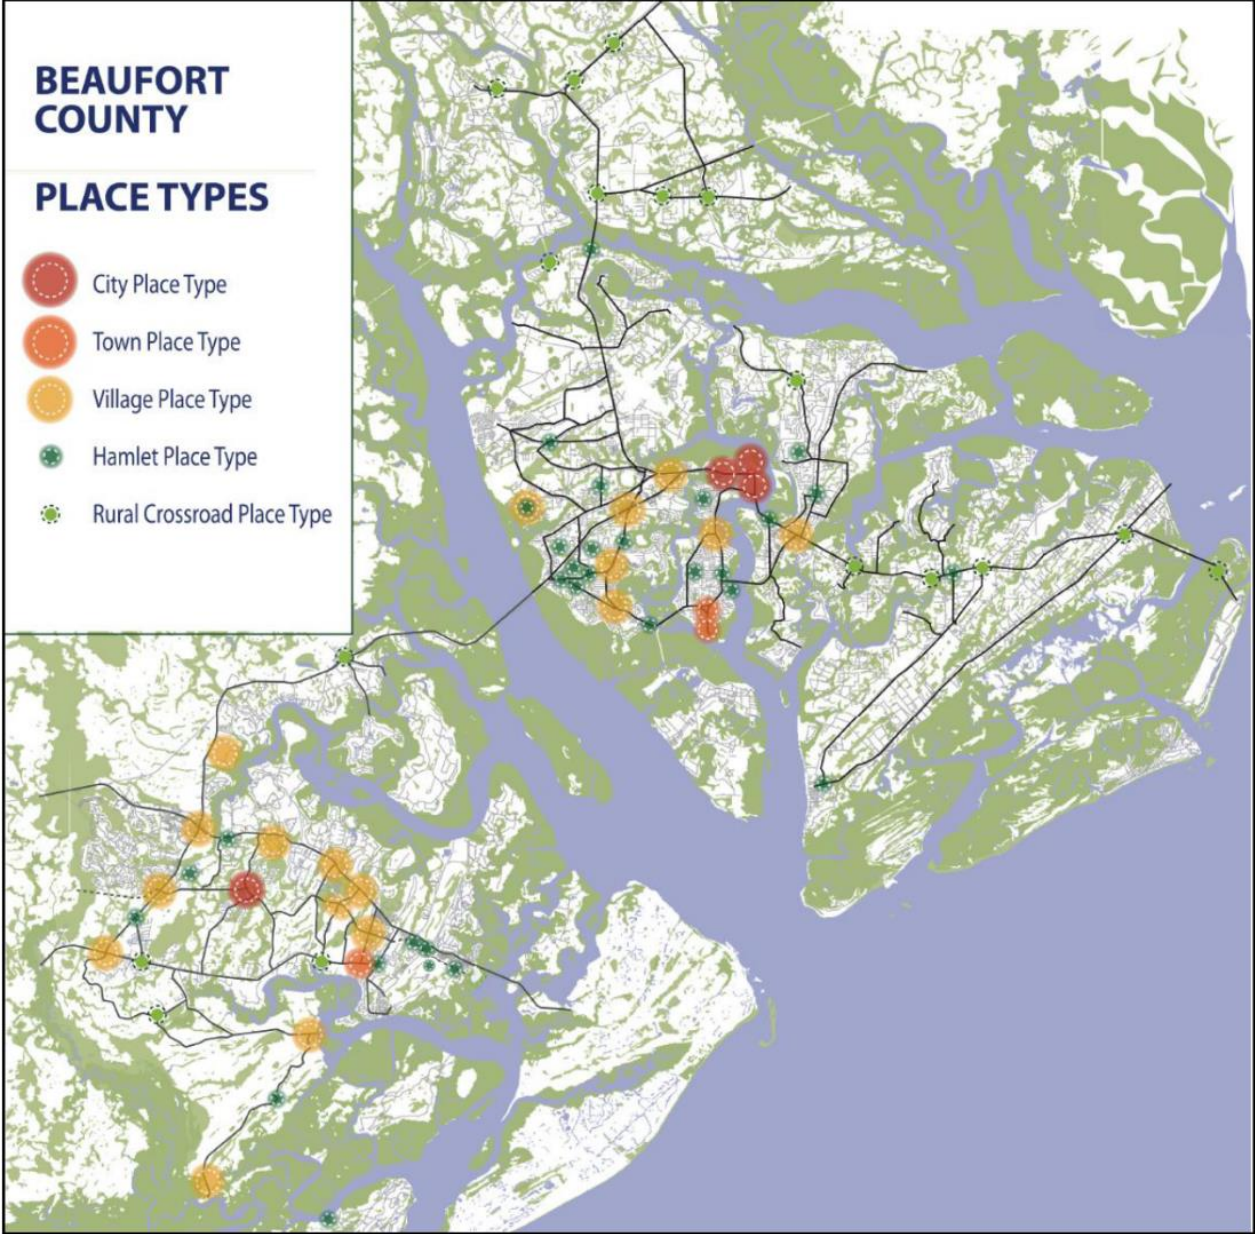 BEAUFORT
COUNTY
PLACE TYPES
City Place Type
Town Place Type
Village Place Type
Hamlet Place Type
Rural Crossroad Place Type